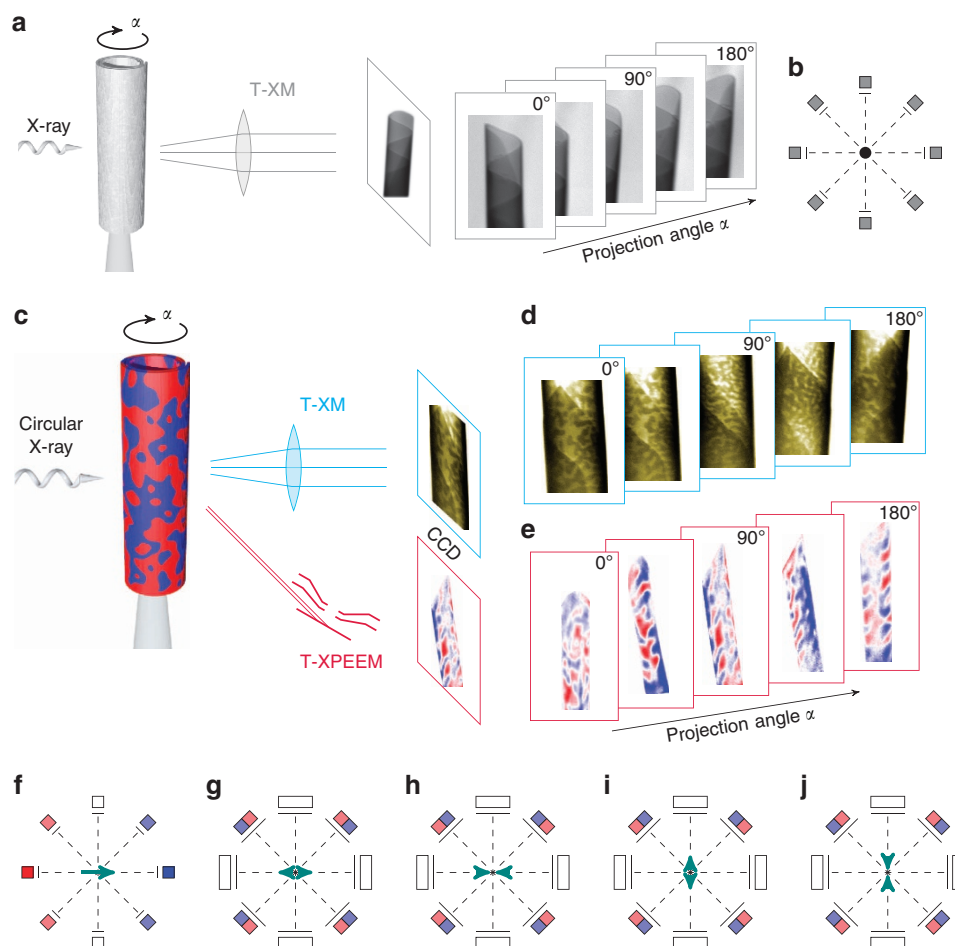 a
α
X-ray
T-XM
0°
90°
180°
Projection angle α
b
c
α
Circular
X-ray
T-XM
CCD
T-XPEEM
d
0°
90°
180°
e
0°
90°
180°
Projection angle α
f
g
h
i
j